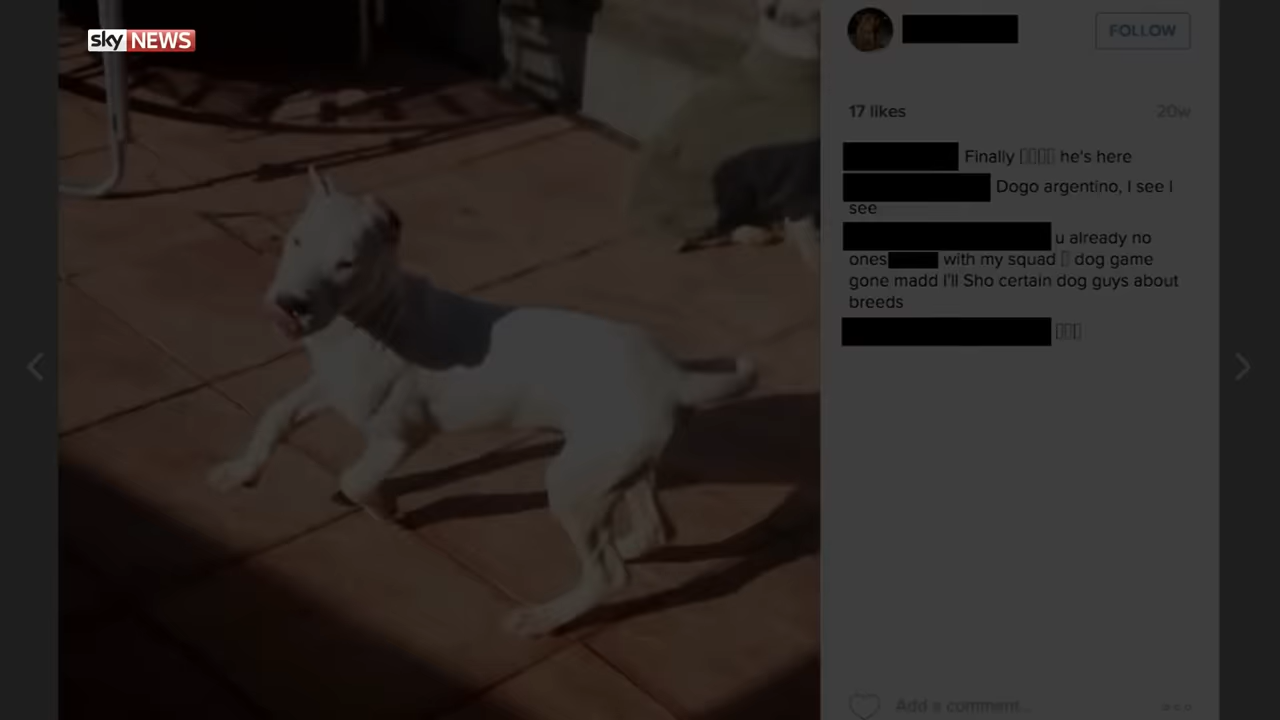 sky NEWS
FOLLOW
17 likes
20w
Finally he's here
Dogo argentino, I see I
see
u already no
ones with my squad dog game
gone madd I'll Sho certain dog guys about
breeds
Add a comment...